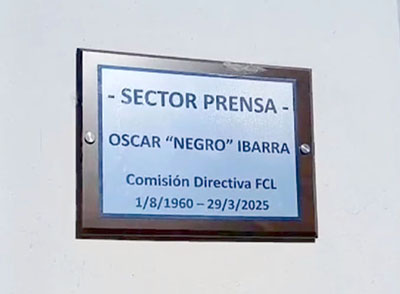 - SECTOR PRENSA -
OSCAR “NEGRO” IBARRA
Comisión Directiva FCL
1/8/1960 – 29/3/2025